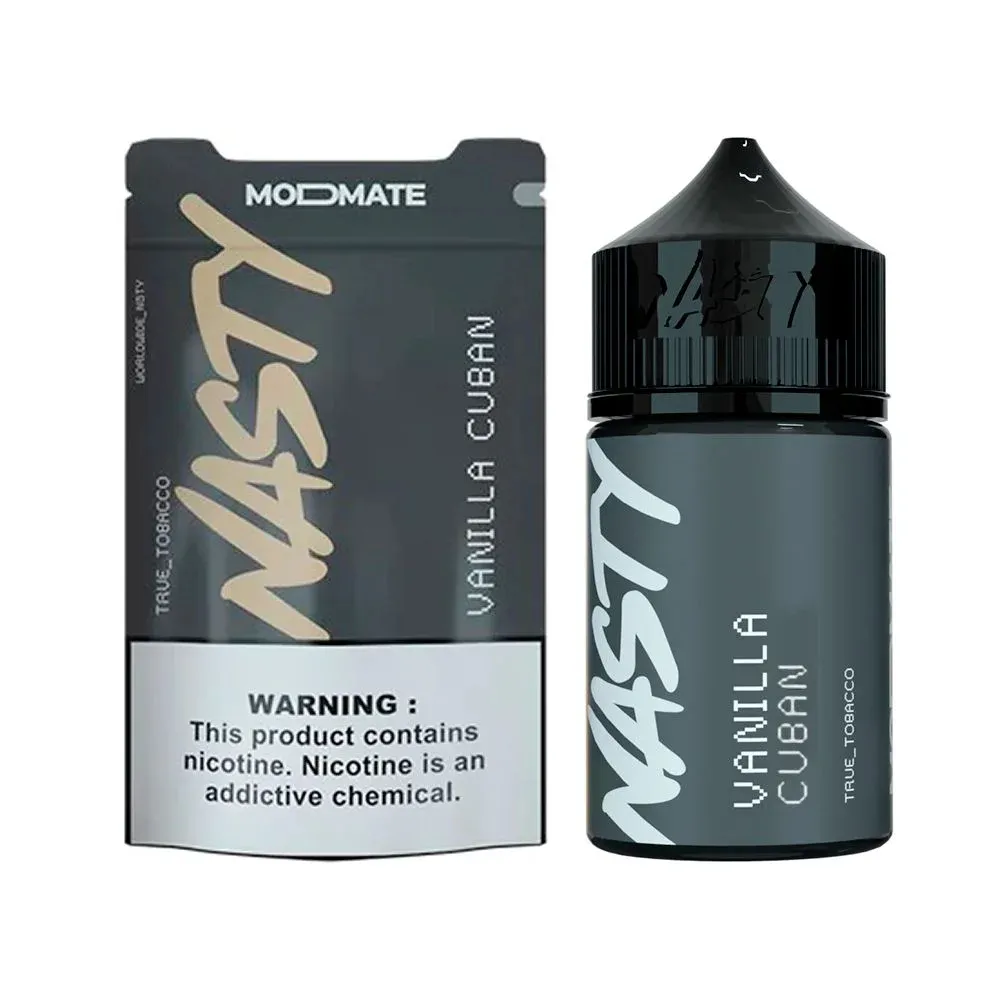 MODMATE
NASTY
WORLDWIDE_NSTY
TRUE_TOBACCO
VANILLA CUBAN
WARNING :
This product contains
nicotine. Nicotine is an
addictive chemical.
NASTY
NASTY
VANILLA
CUBAN
TRUE_TOBACCO